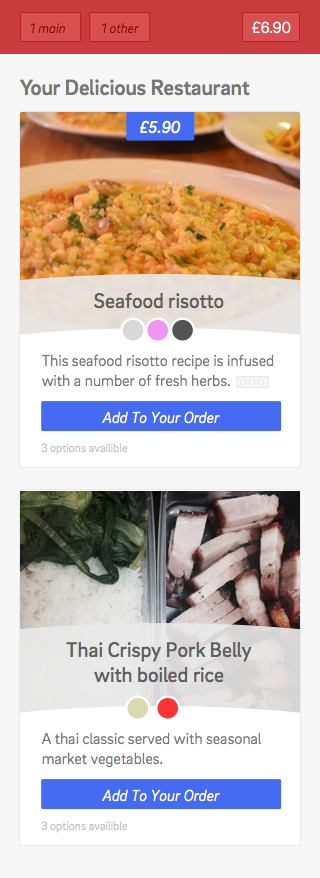 1 main
1 other
£6.90
Your Delicious Restaurant
£5.90
Seafood risotto
This seafood risotto recipe is infused
with a number of fresh herbs.
Add To Your Order
3 options availible
Thai Crispy Pork Belly
with boiled rice
A thai classic served with seasonal
market vegetables.
Add To Your Order
3 options availible